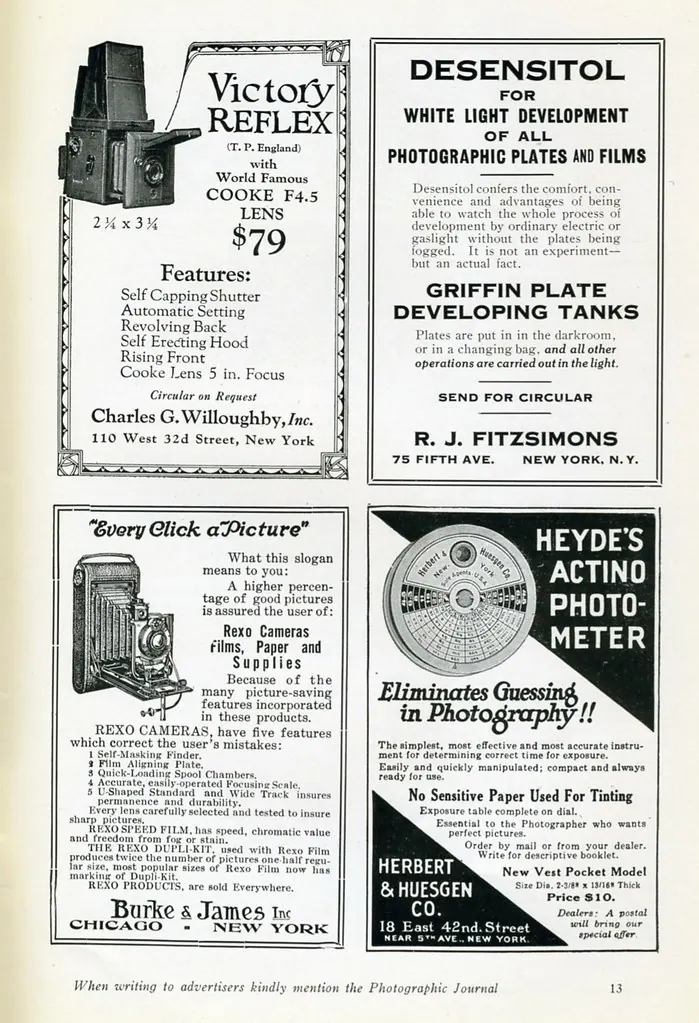 Victory
REFLEX
(T. P. England)
with
World Famous
COOKE F4.5
LENS
$79
2 1/4 x 3 1/4
Features:
Self Capping Shutter
Automatic Setting
Revolving Back
Self Erecting Hood
Rising Front
Cooke Lens 5 in. Focus
Circular on Request
Charles G. Willoughby, Inc.
110 West 32d Street, New York
DESENSITOL
FOR
WHITE LIGHT DEVELOPMENT
OF ALL
PHOTOGRAPHIC PLATES AND FILMS
Desensitol confers the comfort, con-
venience and advantages of being
able to watch the whole process of
development by ordinary electric or
gaslight without the plates being
fogged. It is not an experiment—
but an actual fact.
GRIFFIN PLATE
DEVELOPING TANKS
Plates are put in in the darkroom,
or in a changing bag, and all other
operations are carried out in the light.
SEND FOR CIRCULAR
R. J. FITZSIMONS
75 FIFTH AVE. NEW YORK, N. Y.
"Every Click a Picture"
What this slogan
means to you:
A higher percen-
tage of good pictures
is assured the user of:
Rexo Cameras
Films, Paper and
Supplies
Because of the
many picture-saving
features incorporated
in these products.
REXO CAMERAS, have five features
which correct the user's mistakes:
1 Self-Masking Finder.
2 Film Aligning Plate.
3 Quick-Loading Spool Chambers.
4 Accurate, easily-operated Focusing Scale.
5 U-Shaped Standard and Wide Track insures
permanence and durability.
Every lens carefully selected and tested to insure
sharp pictures.
REXO SPEED FILM, has speed, chromatic value
and freedom from fog or stain.
THE REXO DUPLI-KIT, used with Rexo Film
produces twice the number of pictures one-half regu-
lar size, most popular sizes of Rexo Film now has
marking of Dupli-Kit.
REXO PRODUCTS, are sold Everywhere.
Burke & James Inc
CHICAGO - NEW YORK
Herbert & Huesgen Co.
New York
Sole Agents - U.S.A.
HEYDE'S
ACTINO
PHOTO-
METER
Eliminates Guessing
in Photography!!
The simplest, most effective and most accurate instru-
ment for determining correct time for exposure.
Easily and quickly manipulated; compact and always
ready for use.
No Sensitive Paper Used For Tinting
Exposure table complete on dial.
Essential to the Photographer who wants
perfect pictures.
Order by mail or from your dealer.
Write for descriptive booklet.
New Vest Pocket Model
Size Dia. 2-3/8" x 13/16" Thick
Price $10.
Dealers: A postal
will bring our
special offer.
HERBERT
& HUESGEN
CO.
18 East 42nd. Street
NEAR 5TH AVE., NEW YORK.
When writing to advertisers kindly mention the Photographic Journal
13